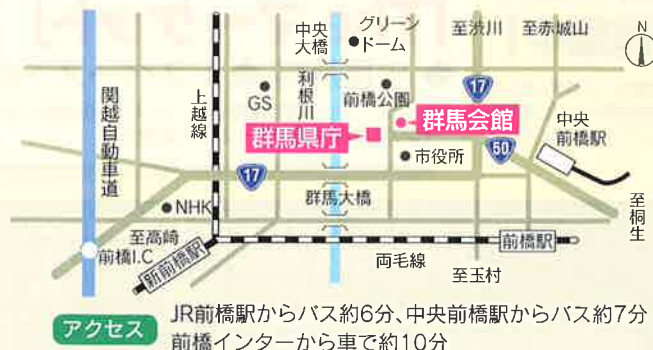 グリーン
ドーム
中央
大橋
至渋川
至赤城山
N
17
関越自動車道
上越線
GS
利根川
前橋公園
群馬会館
群馬県庁
中央
前橋駅
市役所
50
17
群馬大橋
NHK
至桐生
至高崎
前橋I.C
新前橋駅
前橋駅
両毛線
至玉村
アクセス
JR前橋駅からバス約6分、中央前橋駅からバス約7分
前橋インターから車で約10分